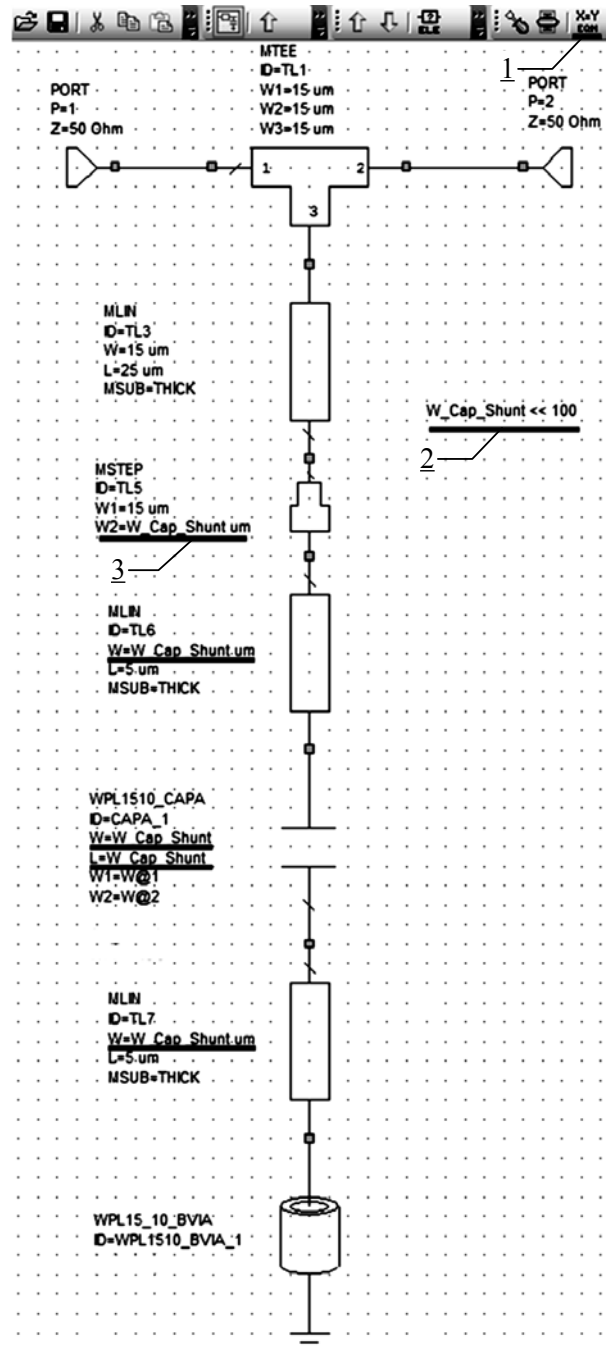 X=Y
EQN
1
MTEE
ID=TL1
W1=15 um
W2=15 um
W3=15 um
PORT
P=1
Z=50 Ohm
PORT
P=2
Z=50 Ohm
1
2
3
MLIN
ID=TL3
W=15 um
L=25 um
MSUB=THICK
W_Cap_Shunt << 100
2
MSTEP
ID=TL5
W1=15 um
W2=W_Cap_Shunt um
3
MLIN
ID=TL6
W=W_Cap_Shunt um
L=5 um
MSUB=THICK
WPL1510_CAPA
ID=CAPA_1
W=W_Cap_Shunt
L=W_Cap_Shunt
W1=W@1
W2=W@2
MLIN
ID=TL7
W=W_Cap_Shunt um
L=5 um
MSUB=THICK
WPL15_10_BVIA
ID=WPL1510_BVIA_1